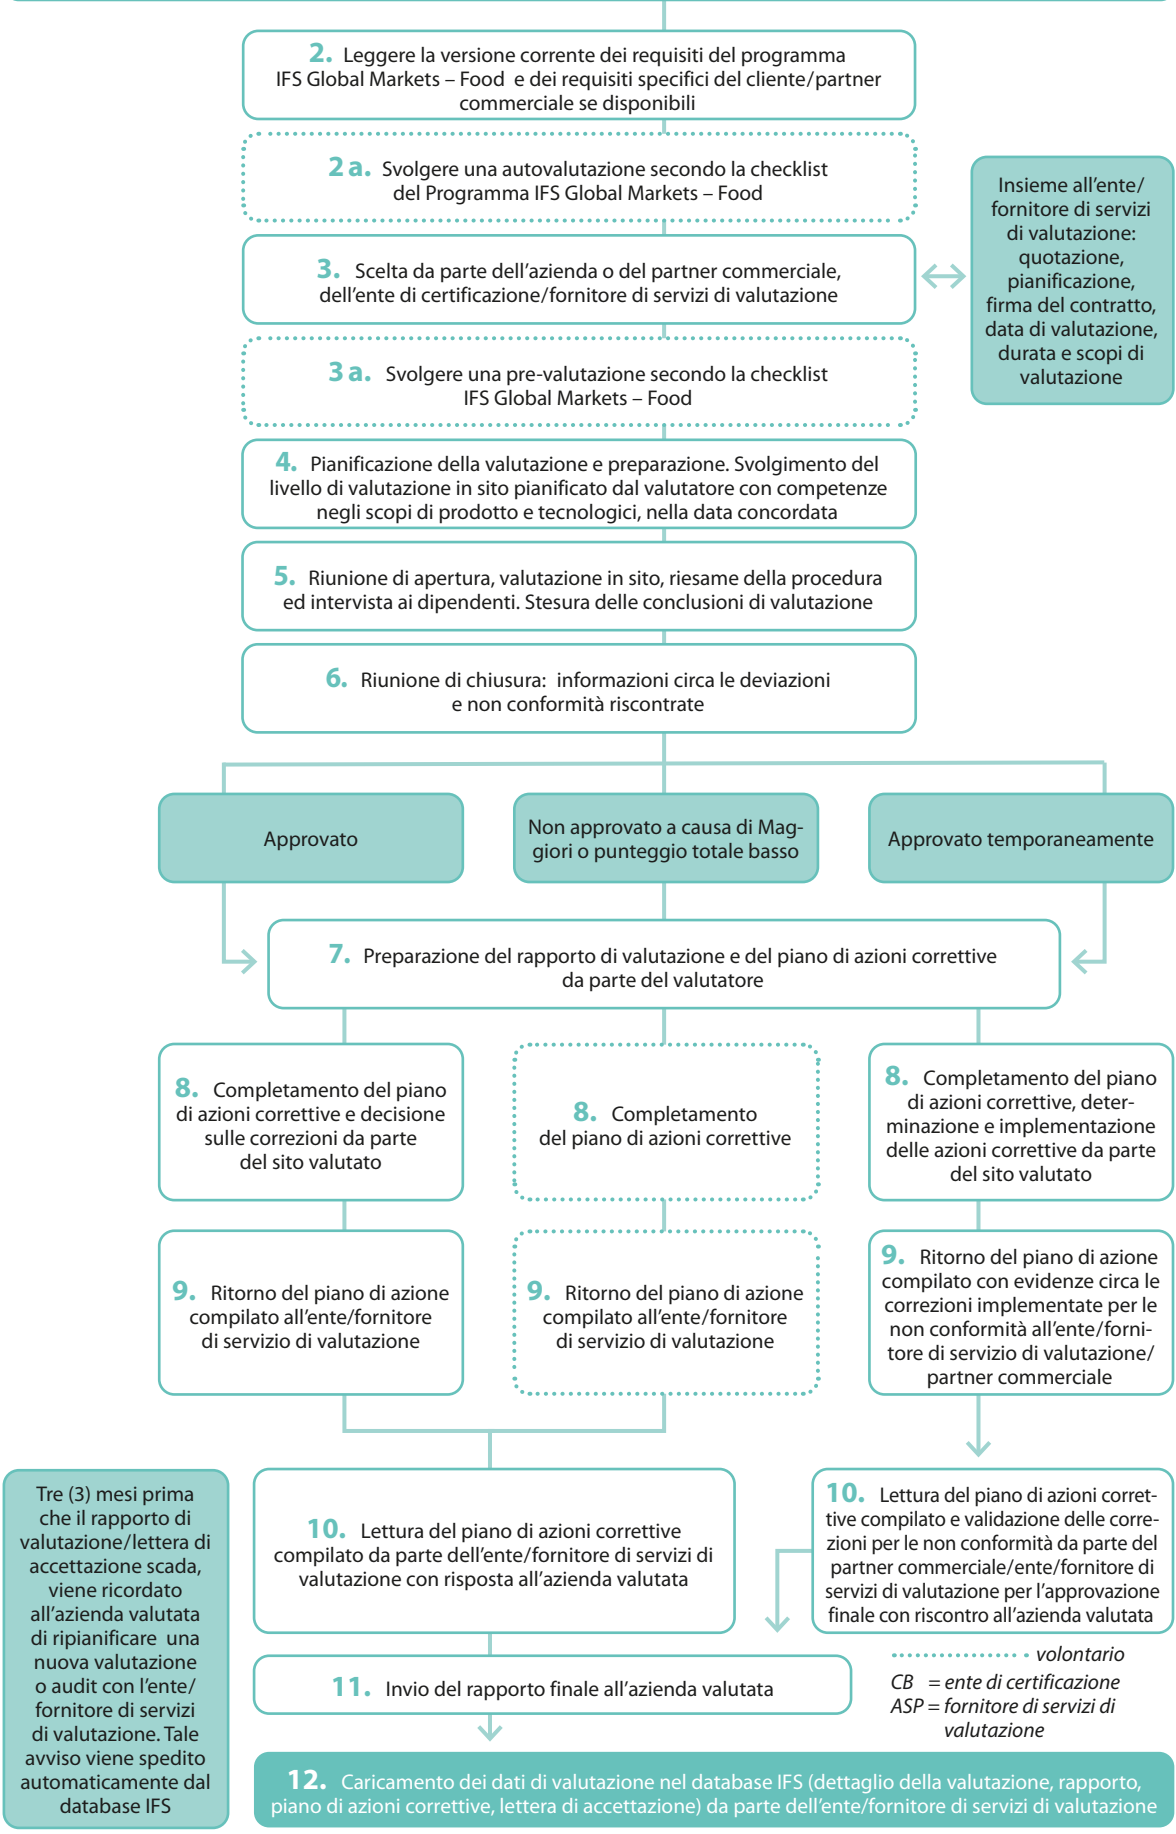 2. Leggere la versione corrente dei requisiti del programma
IFS Global Markets – Food e dei requisiti specifici del cliente/partner
commerciale se disponibili
2 a. Svolgere una autovalutazione secondo la checklist
del Programma IFS Global Markets – Food
3. Scelta da parte dell’azienda o del partner commerciale,
dell’ente di certificazione/fornitore di servizi di valutazione
Insieme all’ente/
fornitore di servizi
di valutazione:
quotazione,
pianificazione,
firma del contratto,
data di valutazione,
durata e scopi di
valutazione
3 a. Svolgere una pre-valutazione secondo la checklist
IFS Global Markets – Food
4. Pianificazione della valutazione e preparazione. Svolgimento del
livello di valutazione in sito pianificato dal valutatore con competenze
negli scopi di prodotto e tecnologici, nella data concordata
5. Riunione di apertura, valutazione in sito, riesame della procedura
ed intervista ai dipendenti. Stesura delle conclusioni di valutazione
6. Riunione di chiusura: informazioni circa le deviazioni
e non conformità riscontrate
Approvato
Non approvato a causa di Mag-
giori o punteggio totale basso
Approvato temporaneamente
7. Preparazione del rapporto di valutazione e del piano di azioni correttive
da parte del valutatore
8. Completamento del piano
di azioni correttive e decisione
sulle correzioni da parte
del sito valutato
8. Completamento
del piano di azioni correttive
8. Completamento del piano
di azioni correttive, deter-
minazione e implementazione
delle azioni correttive da parte
del sito valutato
9. Ritorno del piano di azione
compilato all’ente/fornitore
di servizio di valutazione
9. Ritorno del piano di azione
compilato all’ente/fornitore
di servizio di valutazione
9. Ritorno del piano di azione
compilato con evidenze circa le
correzioni implementate per le
non conformità all’ente/forni-
tore di servizio di valutazione/
partner commerciale
Tre (3) mesi prima
che il rapporto di
valutazione/lettera di
accettazione scada,
viene ricordato
all’azienda valutata
di ripianificare una
nuova valutazione
o audit con l’ente/
fornitore di servizi
di valutazione. Tale
avviso viene spedito
automaticamente dal
database IFS
10. Lettura del piano di azioni correttive
compilato da parte dell’ente/fornitore di servizi di
valutazione con risposta all’azienda valutata
10. Lettura del piano di azioni corret-
tive compilato e validazione delle corre-
zioni per le non conformità da parte del
partner commerciale/ente/fornitore di
servizi di valutazione per l’approvazione
finale con riscontro all’azienda valutata
volontario
CB = ente di certificazione
ASP = fornitore di servizi di
valutazione
11. Invio del rapporto finale all’azienda valutata
12. Caricamento dei dati di valutazione nel database IFS (dettaglio della valutazione, rapporto,
piano di azioni correttive, lettera di accettazione) da parte dell’ente/fornitore di servizi di valutazione